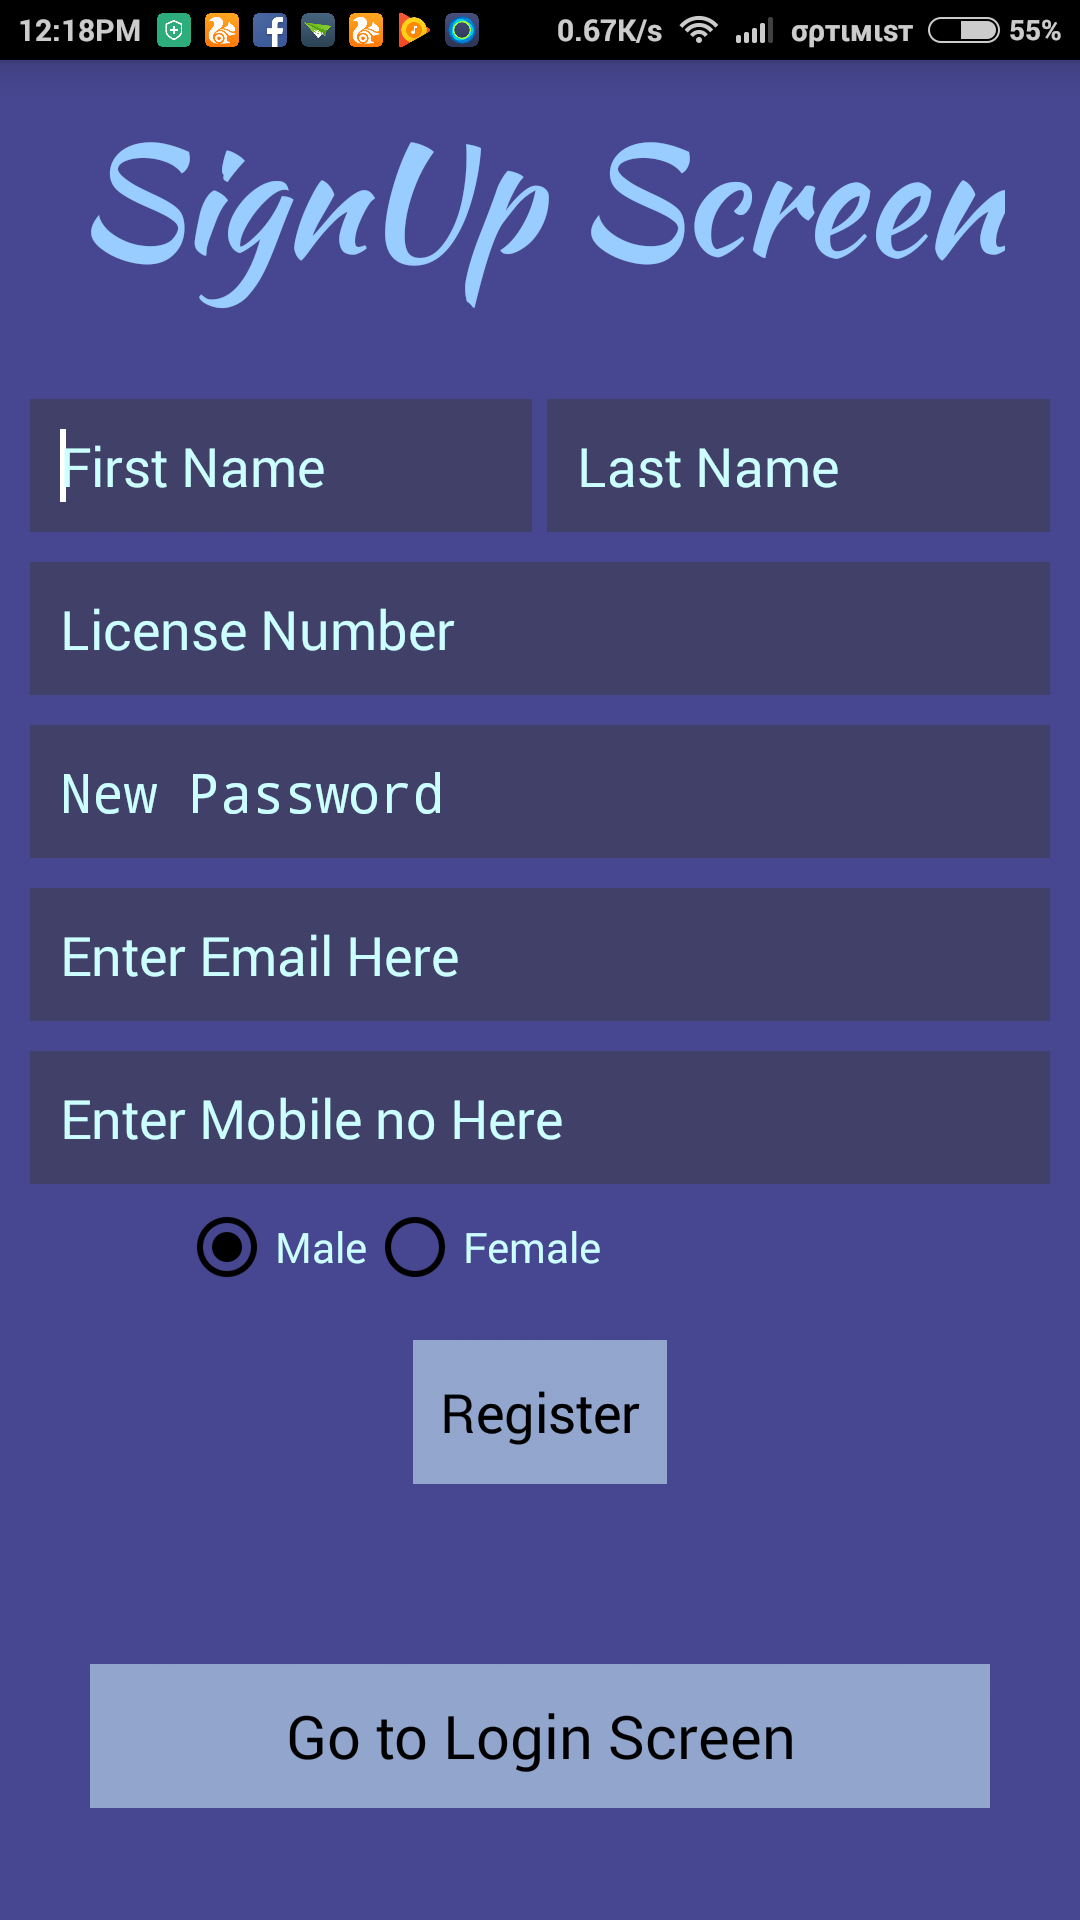 12:18PM 0.67K/s σρτιмιsт 55%
SignUp Screen
First Name Last Name
License Number
New Password
Enter Email Here
Enter Mobile no Here
Male Female
Register
Go to Login Screen